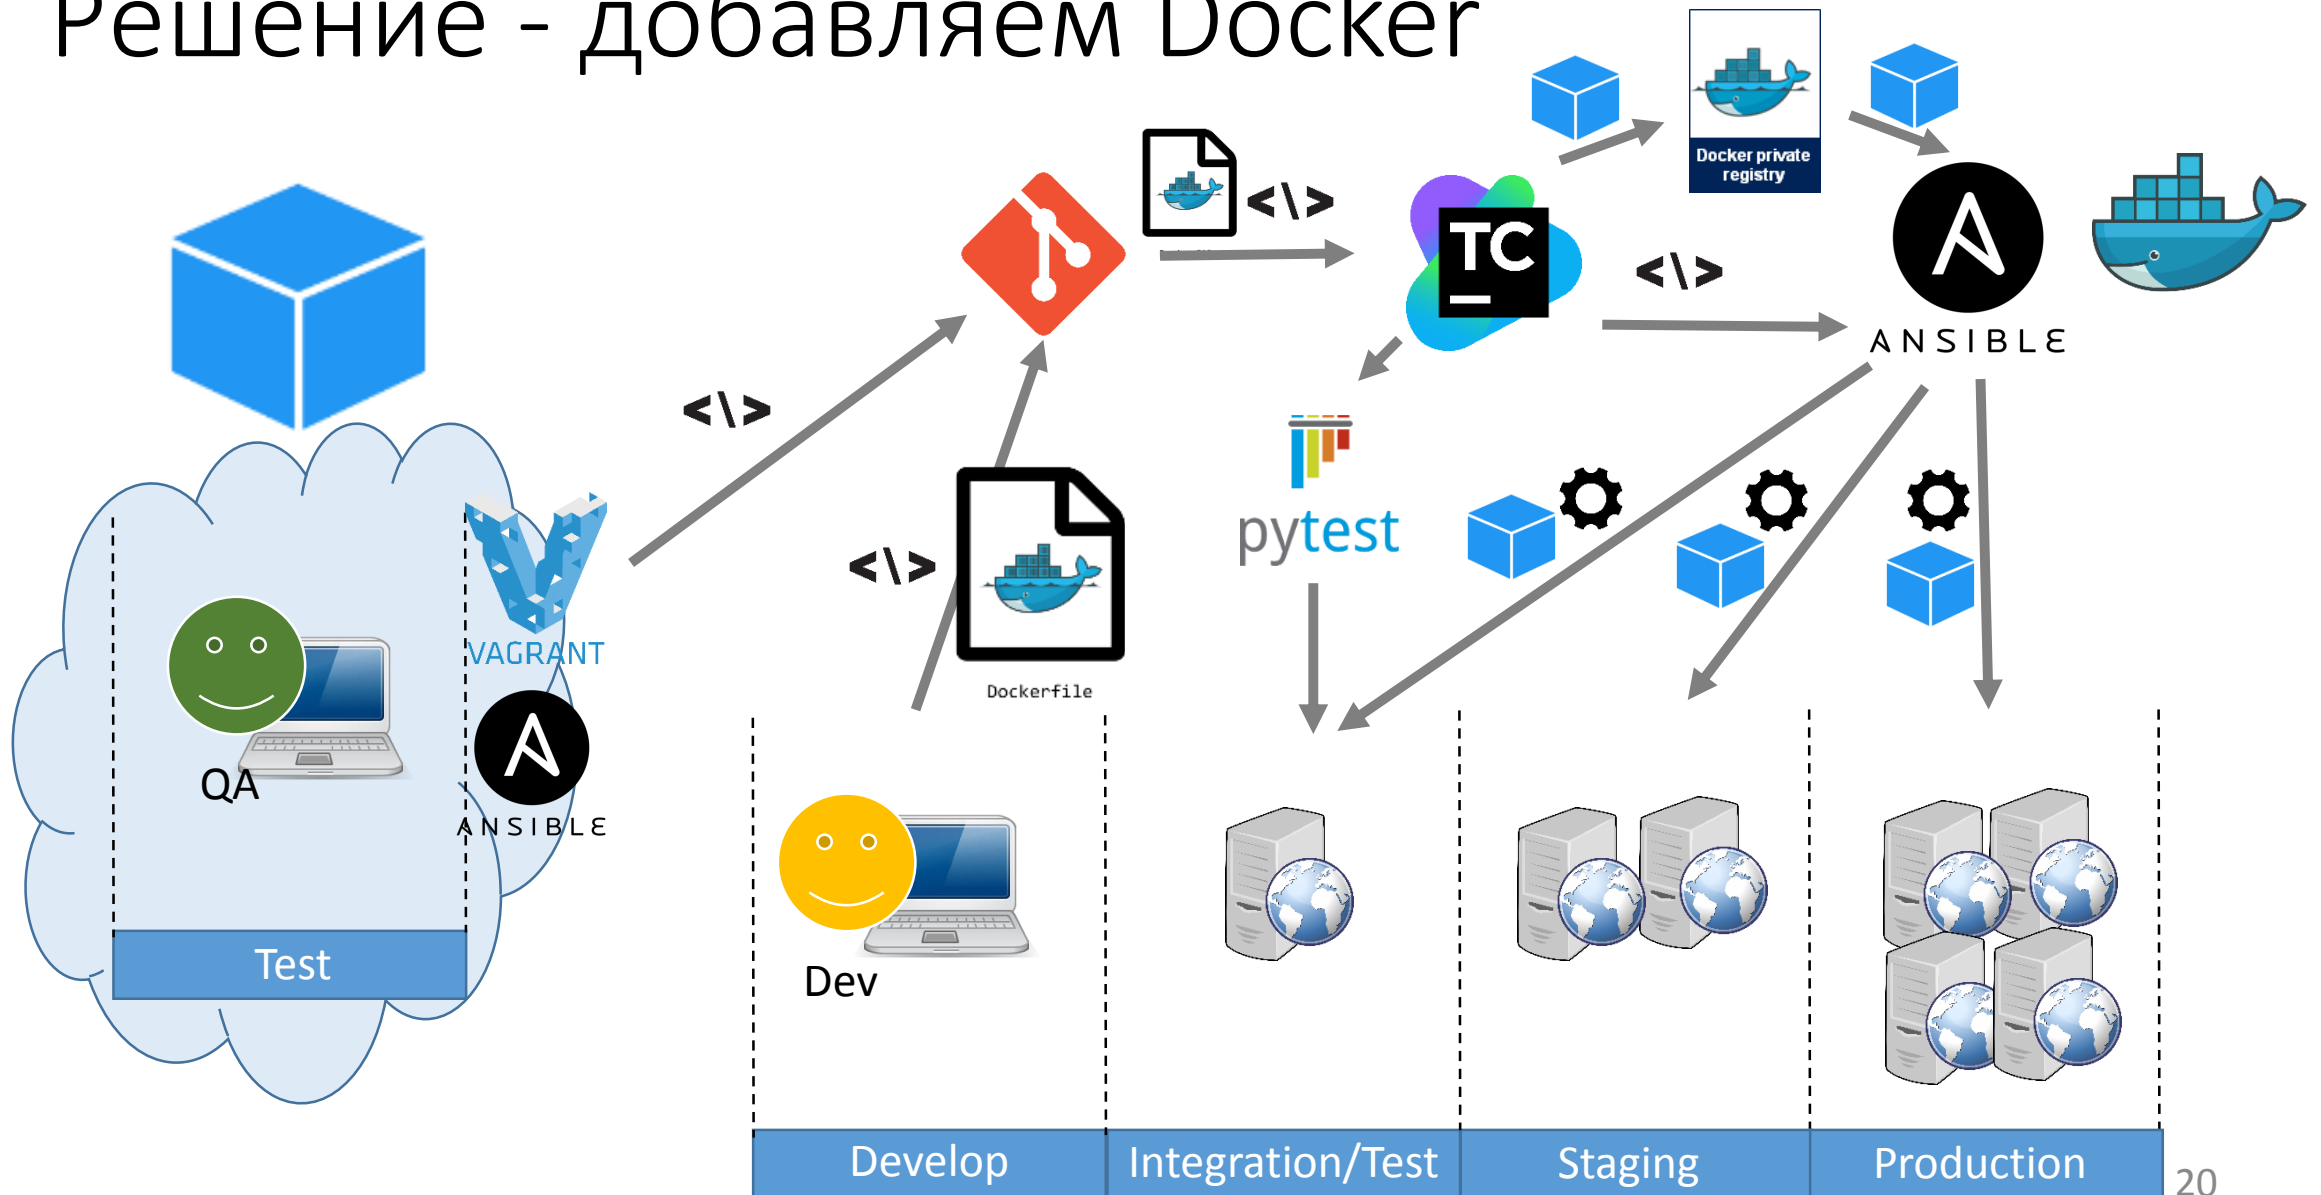 Решение - добавляем Docker
Docker private
registry
<\>
TC
<\>
ANSIBLE
<\>
pytest
<\>
VAGRANT
Dockerfile
QA
ANSIBLE
Test
Dev
Develop
Integration/Test
Staging
Production
20